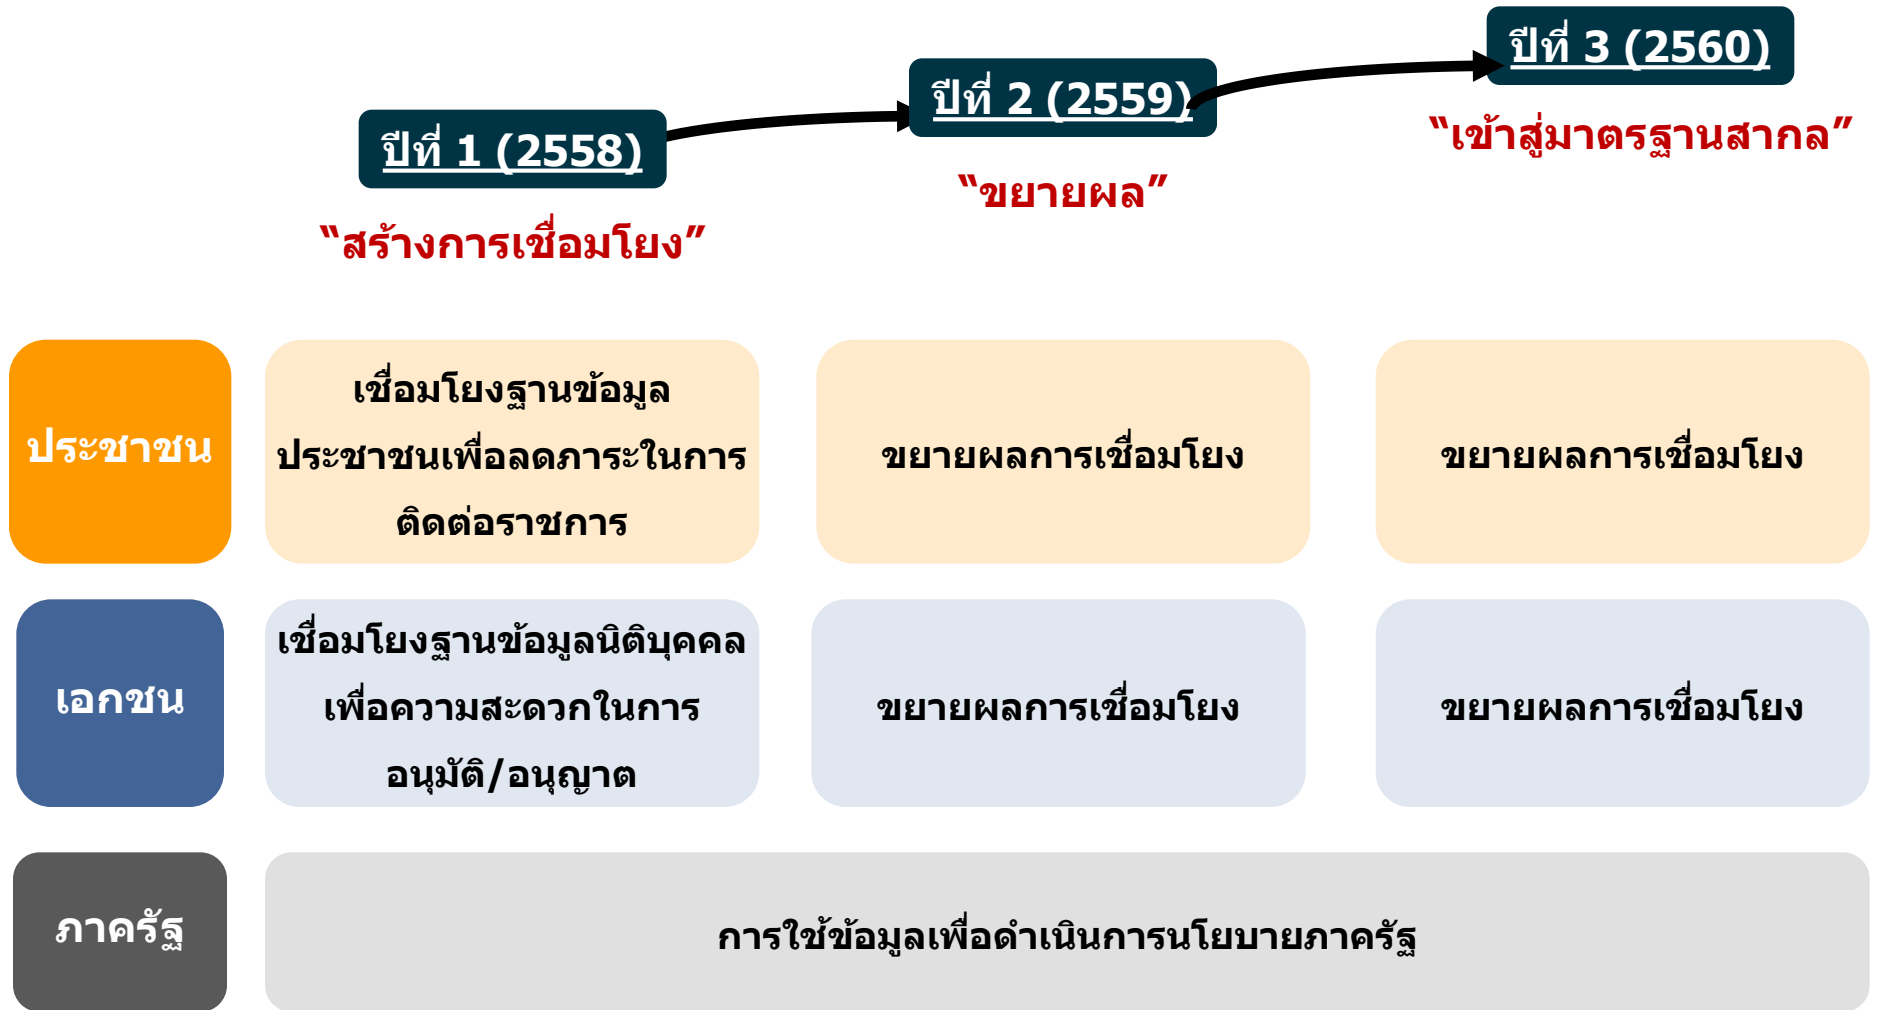 ปีที่ 1 (2558)
"สร้างการเชื่อมโยง"
ปีที่ 2 (2559)
"ขยายผล"
ปีที่ 3 (2560)
"เข้าสู่มาตรฐานสากล"
ประชาชน
เชื่อมโยงฐานข้อมูล
ประชาชนเพื่อลดภาระในการ
ติดต่อราชการ
ขยายผลการเชื่อมโยง
ขยายผลการเชื่อมโยง
เอกชน
เชื่อมโยงฐานข้อมูลนิติบุคคล
เพื่อความสะดวกในการ
อนุมัติ/อนุญาต
ขยายผลการเชื่อมโยง
ขยายผลการเชื่อมโยง
ภาครัฐ
การใช้ข้อมูลเพื่อดำเนินการนโยบายภาครัฐ